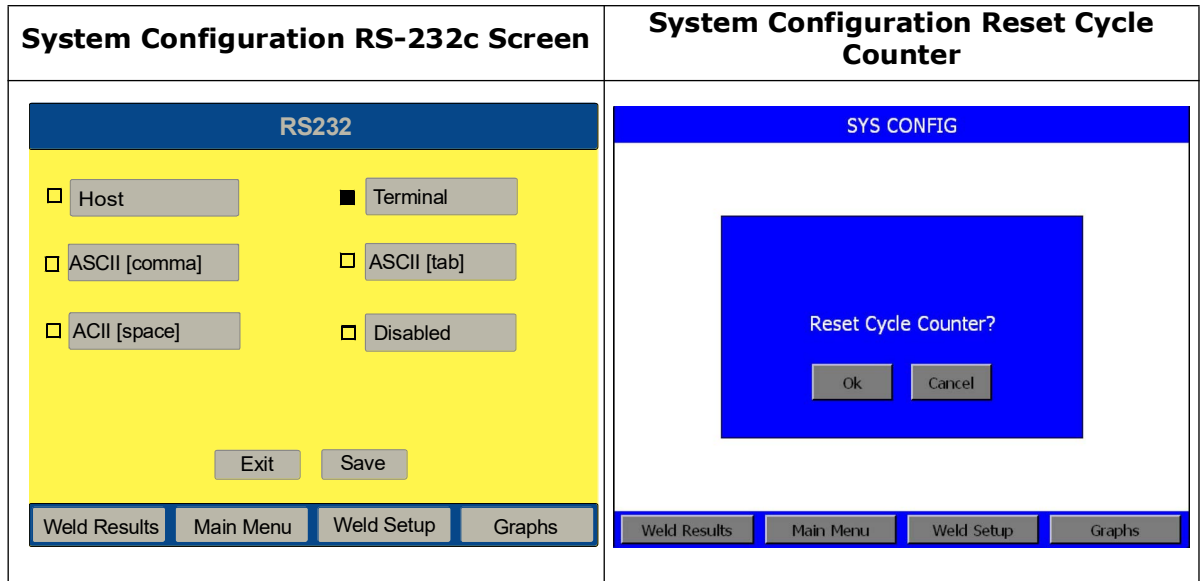 System Configuration RS-232c Screen
System Configuration Reset Cycle
Counter
RS232
Host
Terminal
ASCII [comma]
ASCII [tab]
ACII [space]
Disabled
Exit
Save
Weld Results
Main Menu
Weld Setup
Graphs
SYS CONFIG
Reset Cycle Counter?
Ok
Cancel
Weld Results
Main Menu
Weld Setup
Graphs